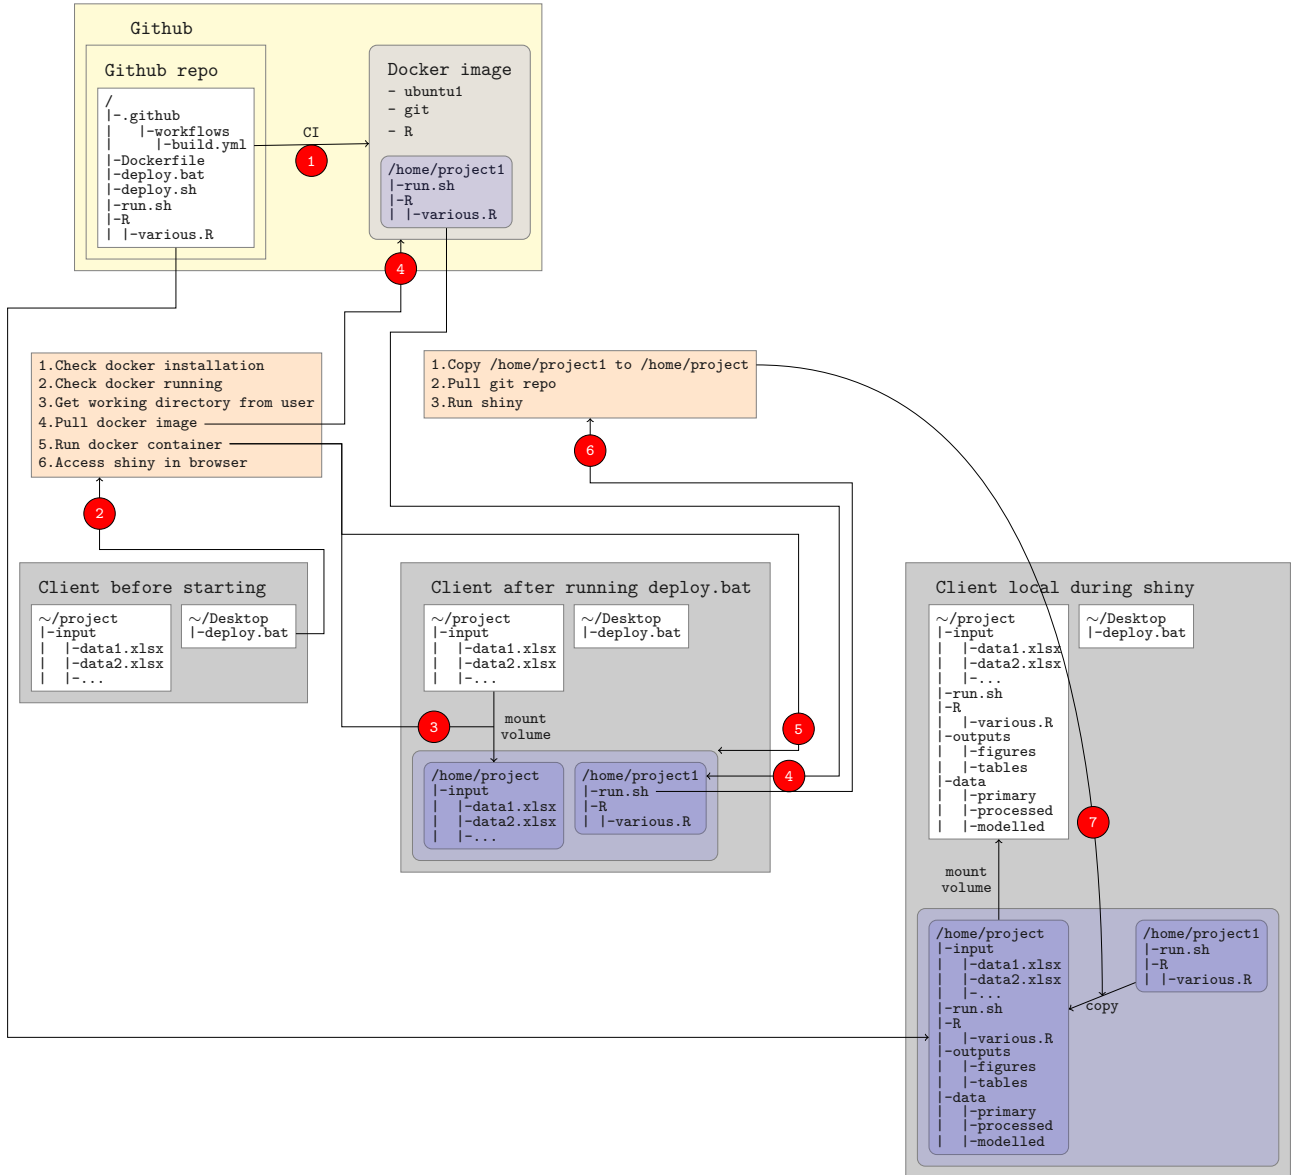 Github
Github repo
/
|-.github
|   |-workflows
|     |-build.yml
|-Dockerfile
|-deploy.bat
|-deploy.sh
|-run.sh
|-R
| |-various.R
CI
1
Docker image
- ubuntu1
- git
- R
/home/project1
|-run.sh
|-R
| |-various.R
4
1.Check docker installation
2.Check docker running
3.Get working directory from user
4.Pull docker image
5.Run docker container
6.Access shiny in browser
1.Copy /home/project1 to /home/project
2.Pull git repo
3.Run shiny
6
2
Client before starting
~/project
|-input
|  |-data1.xlsx
|  |-data2.xlsx
|  |-...
~/Desktop
|-deploy.bat
Client after running deploy.bat
~/project
|-input
|  |-data1.xlsx
|  |-data2.xlsx
|  |-...
~/Desktop
|-deploy.bat
3
mount
volume
5
4
/home/project
|-input
|  |-data1.xlsx
|  |-data2.xlsx
|  |-...
/home/project1
|-run.sh
|-R
| |-various.R
Client local during shiny
~/project
|-input
|  |-data1.xlsx
|  |-data2.xlsx
|  |-...
|-run.sh
|-R
|  |-various.R
|-outputs
|  |-figures
|  |-tables
|-data
|  |-primary
|  |-processed
|  |-modelled
~/Desktop
|-deploy.bat
7
mount
volume
/home/project
|-input
|  |-data1.xlsx
|  |-data2.xlsx
|  |-...
|-run.sh
|-R
|  |-various.R
|-outputs
|  |-figures
|  |-tables
|-data
|  |-primary
|  |-processed
|  |-modelled
copy
/home/project1
|-run.sh
|-R
| |-various.R